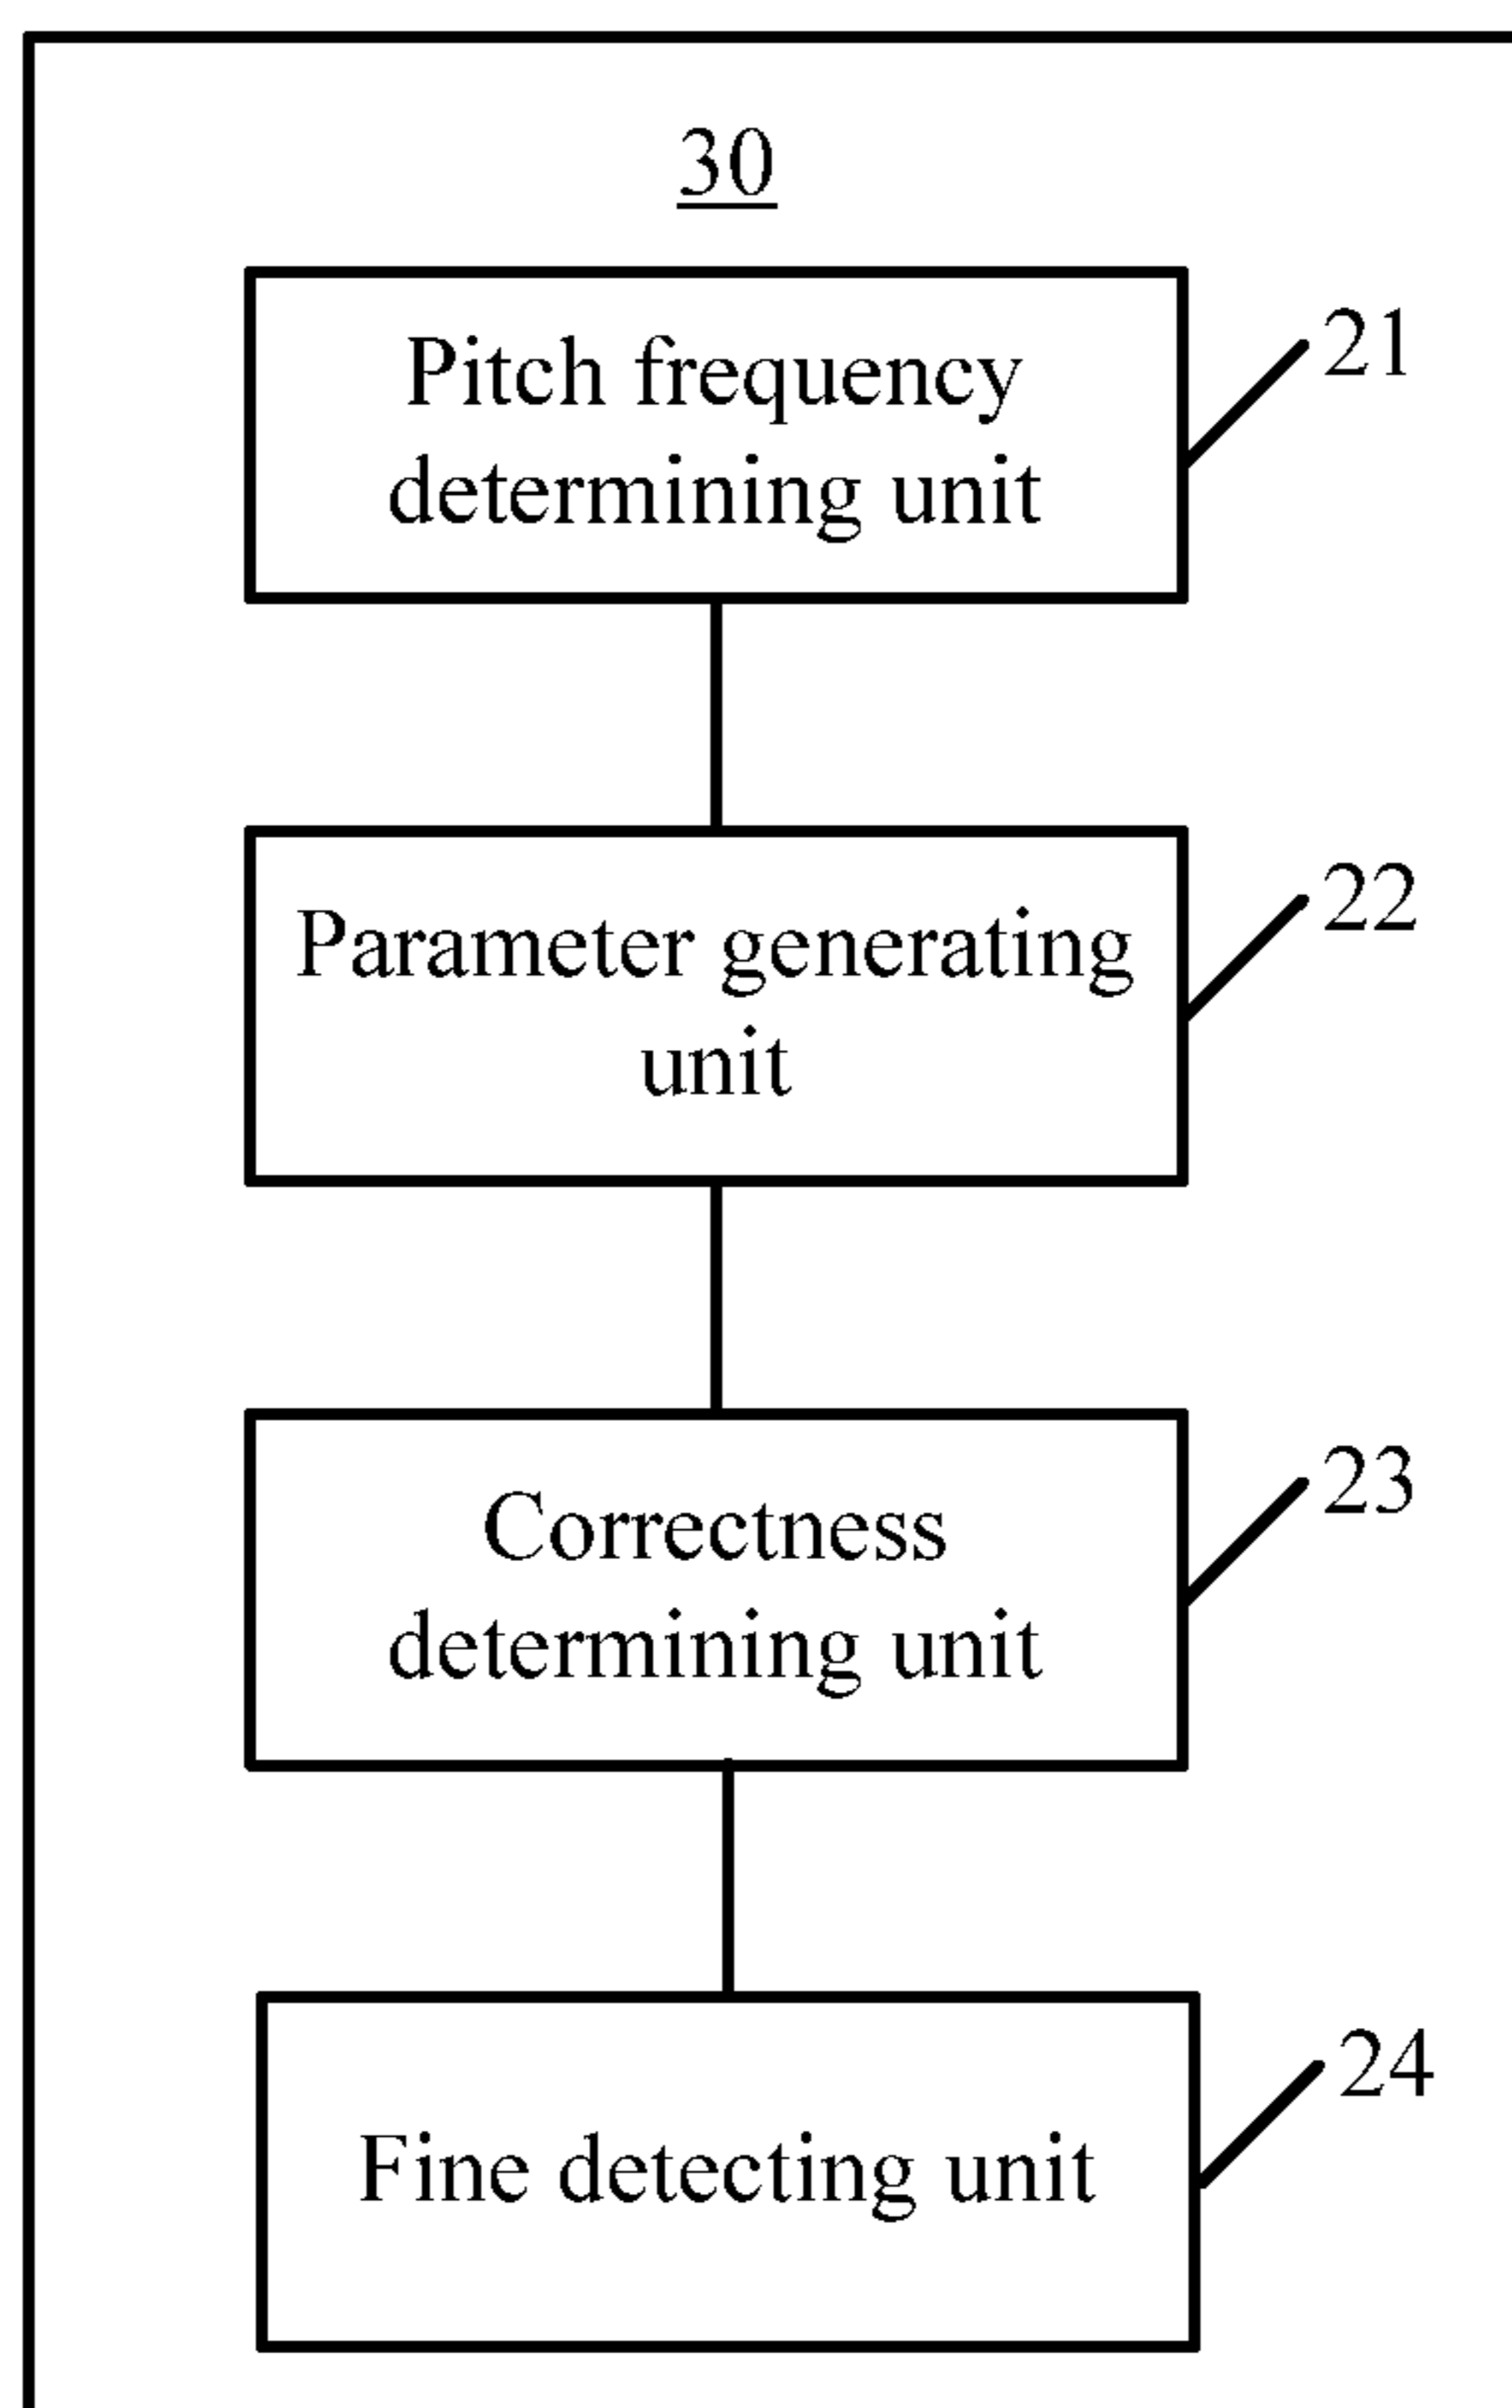 30
Pitch frequency
determining unit
21
Parameter generating
unit
22
Correctness
determining unit
23
Fine detecting unit
24